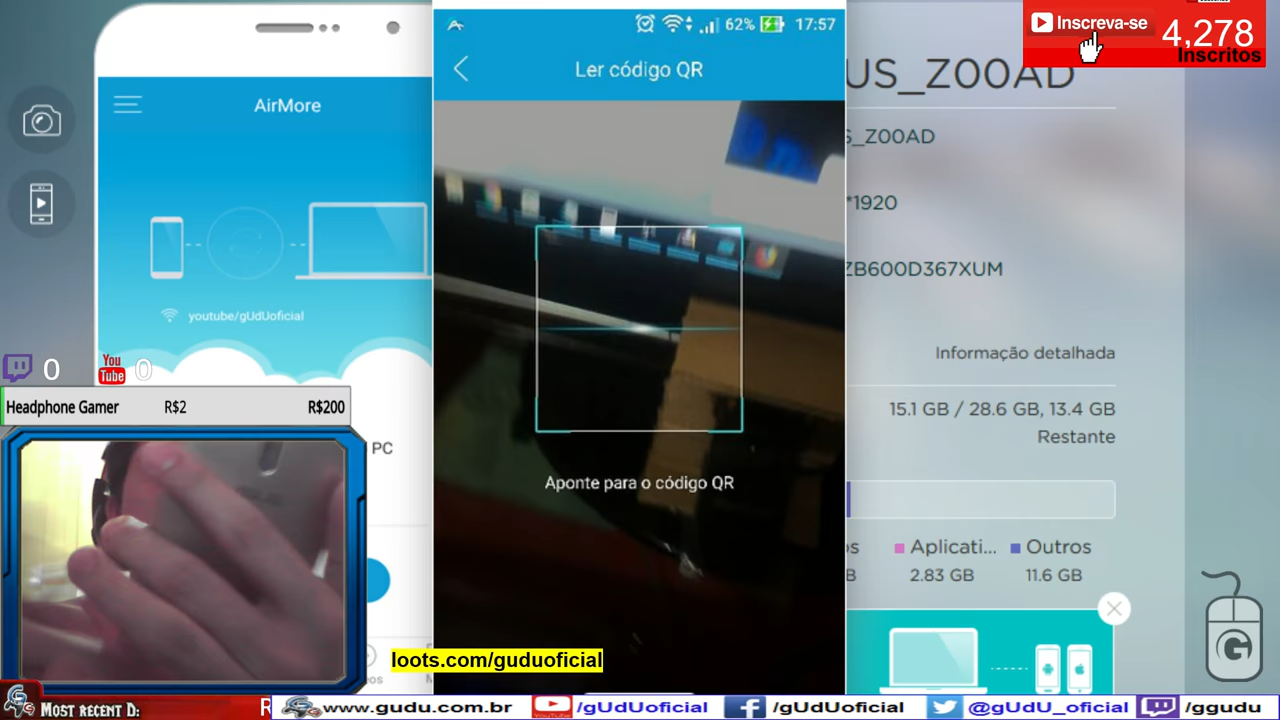 62% 17:57
Ler código QR
Inscreva-se
4,278
Inscritos
US_Z00AD
AirMore
S_Z00AD
*1920
ZB600D367XUM
youtube/gUdUoficial
Informação detalhada
0
You
Tube
0
Headphone Gamer R$2 R$200
15.1 GB / 28.6 GB, 13.4 GB
Restante
PC
Aponte para o código QR
Aplicati...
Outros
2.83 GB
11.6 GB
loots.com/guduoficial
Most recent D:
R
www.gudu.com.br
YouTube
/gUdUoficial
/gUdUoficial
@gUdU_oficial
/ggudu